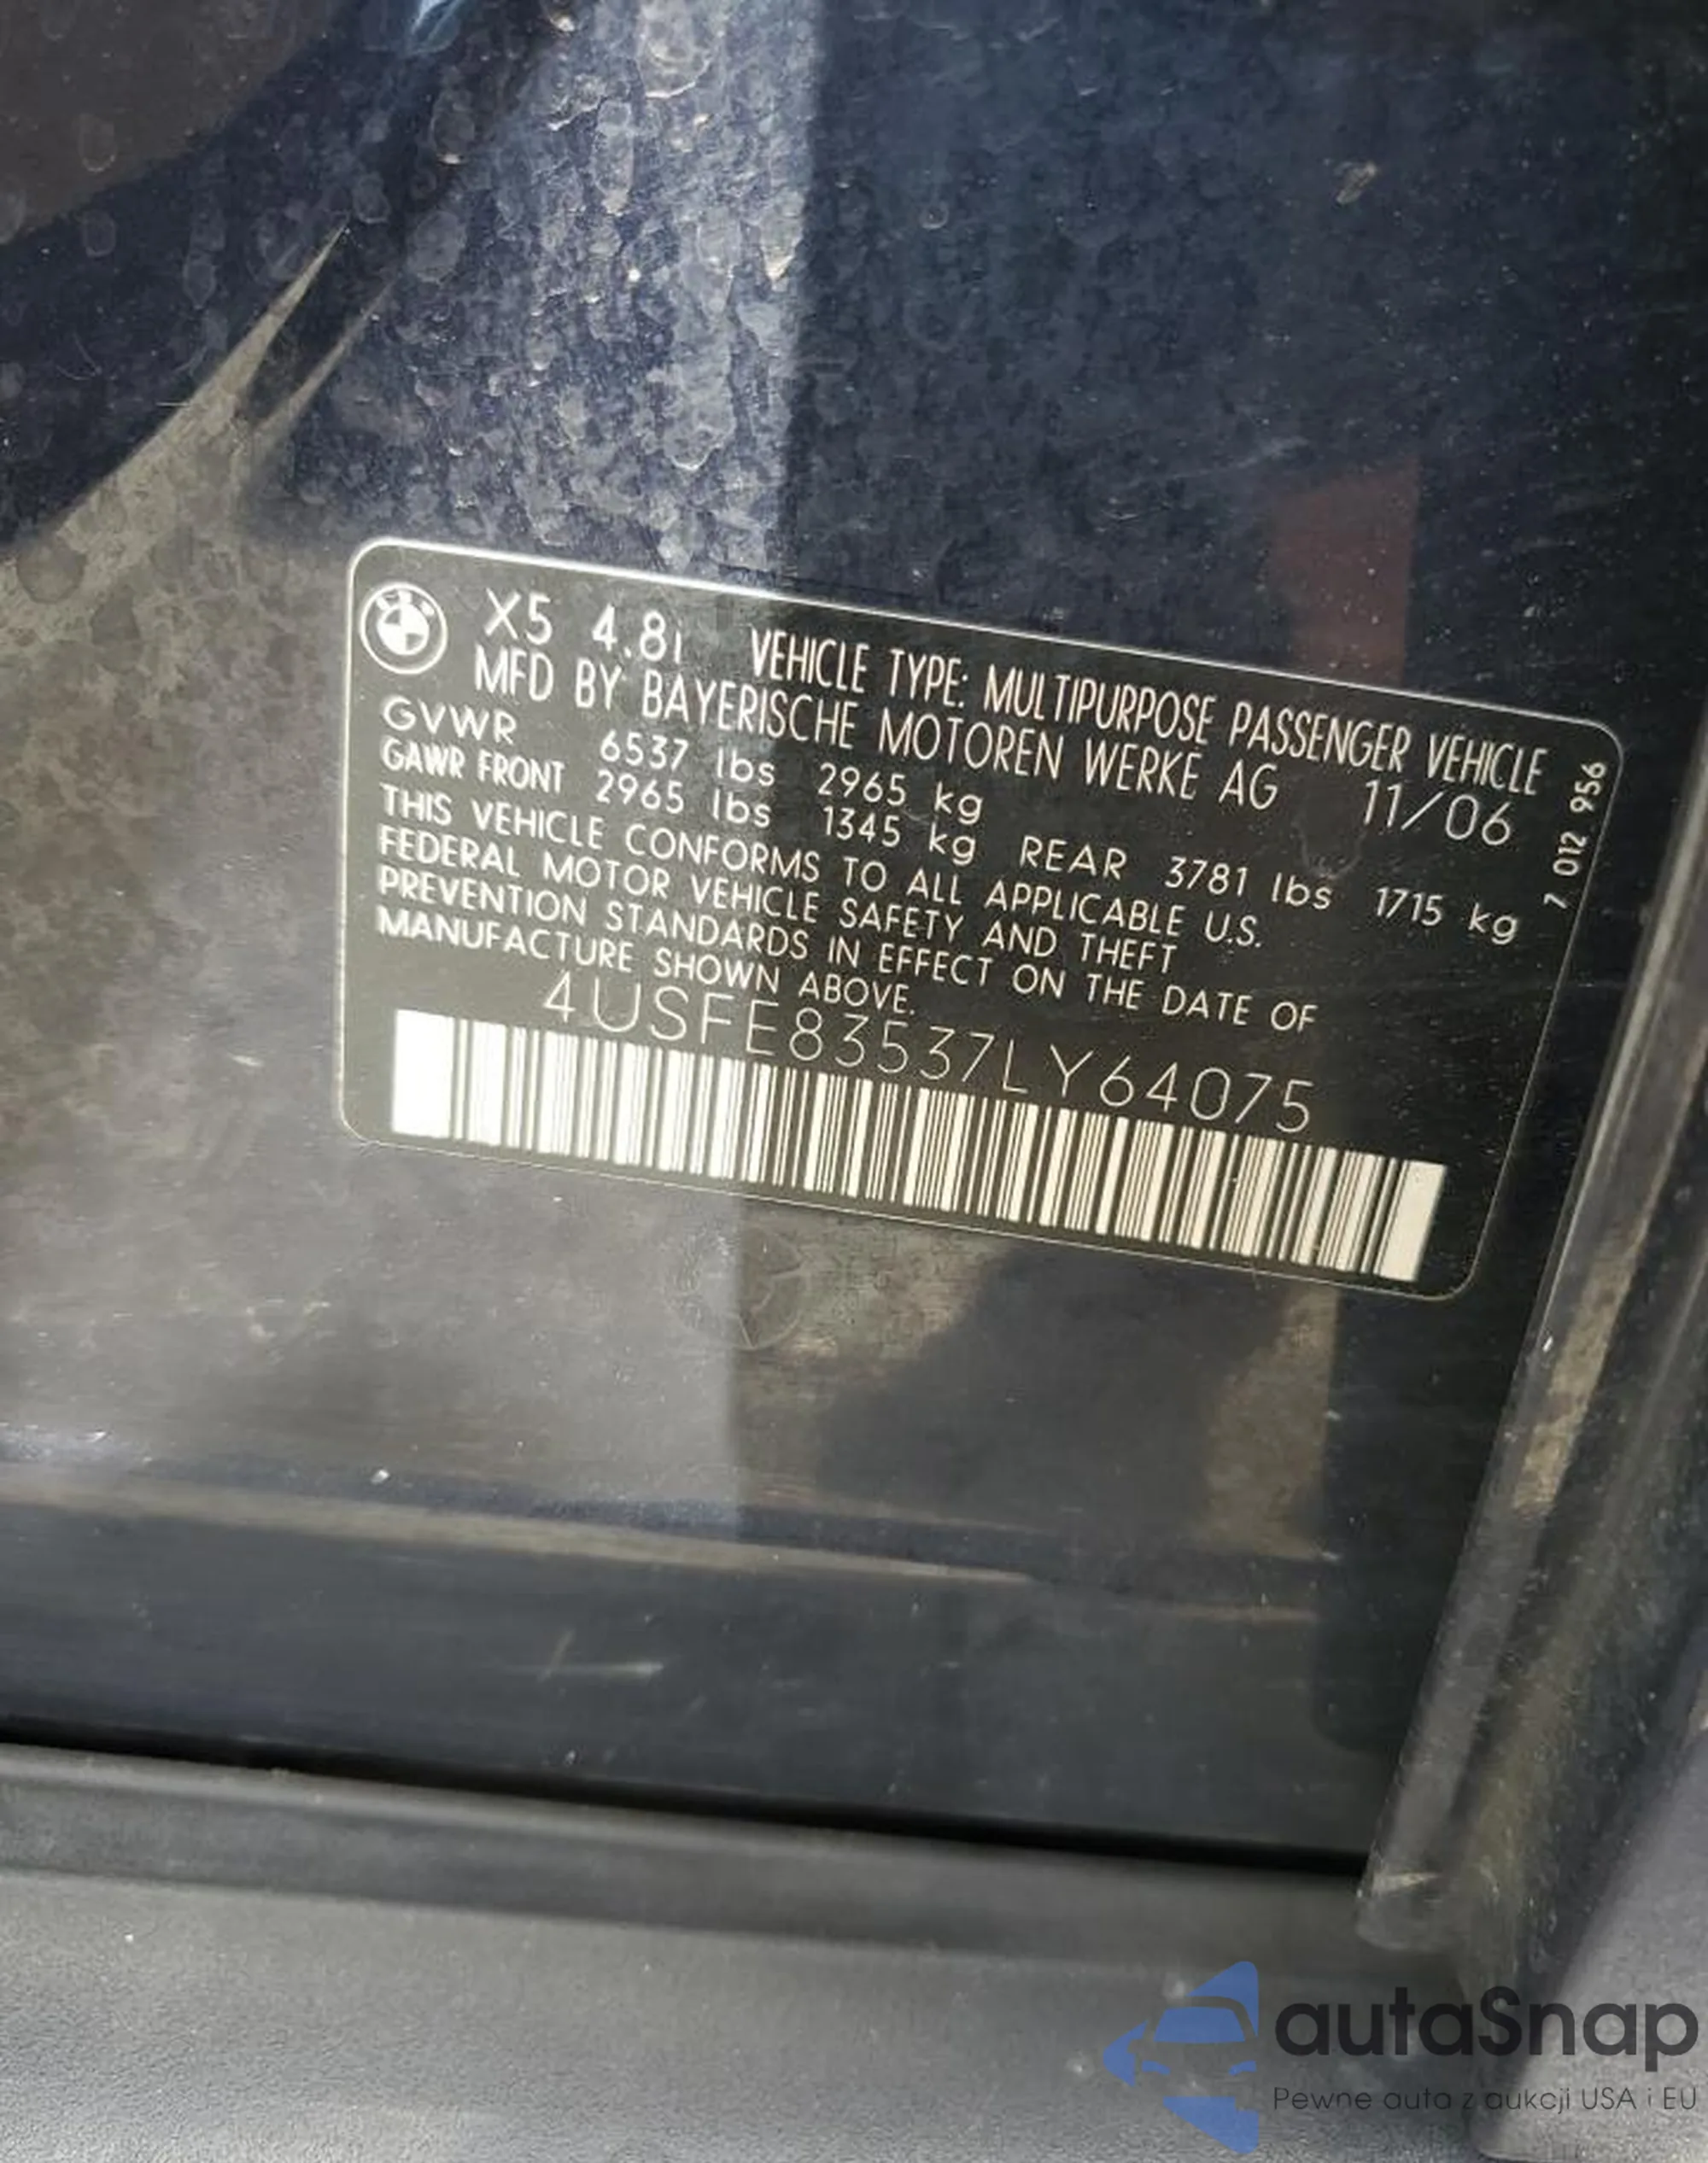 X5 4.8i VEHICLE TYPE: MULTIPURPOSE PASSENGER VEHICLE
MFD BY BAYERISCHE MOTOREN WERKE AG 11/06
GVWR 6537 lbs 2965 kg
GAWR FRONT 2965 lbs 1345 kg REAR 3781 lbs 1715 kg
THIS VEHICLE CONFORMS TO ALL APPLICABLE U.S.
FEDERAL MOTOR VEHICLE SAFETY AND THEFT
PREVENTION STANDARDS IN EFFECT ON THE DATE OF
MANUFACTURE SHOWN ABOVE.
4USFE83537LY64075
7 012 956
autaSnap
Pewne auta z aukcji USA i EU